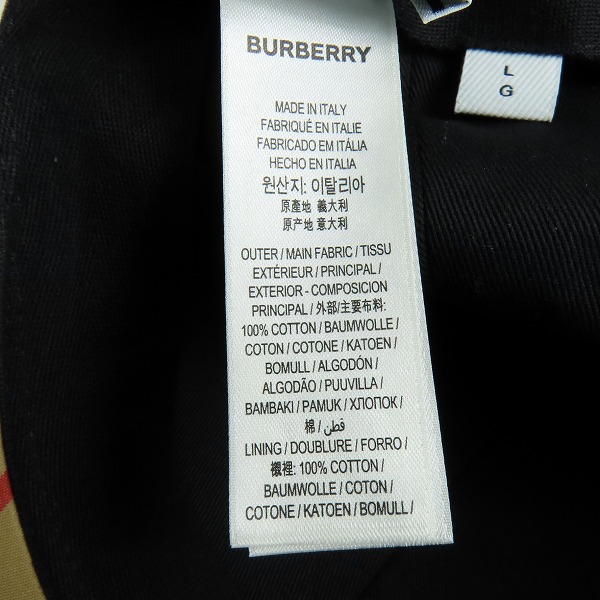 BURBERRY
MADE IN ITALY
FABRIQUÉ EN ITALIE
FABRICADO EM ITÁLIA
HECHO EN ITALIA
원산지: 이탈리아
原產地 義大利
原产地 意大利
OUTER / MAIN FABRIC / TISSU
EXTÉRIEUR / PRINCIPAL /
EXTERIOR - COMPOSICION
PRINCIPAL / 外部/主要布料:
100% COTTON / BAUMWOLLE /
COTON / COTONE / KATOEN /
BOMULL / ALGODÓN /
ALGODÃO / PUUVILLA /
BAMBAKI / PAMUK / ХЛОПОК /
棉 / قطن /
LINING / DOUBLURE / FORRO /
襯裡: 100% COTTON /
BAUMWOLLE / COTON /
COTONE / KATOEN / BOMULL /
L
G